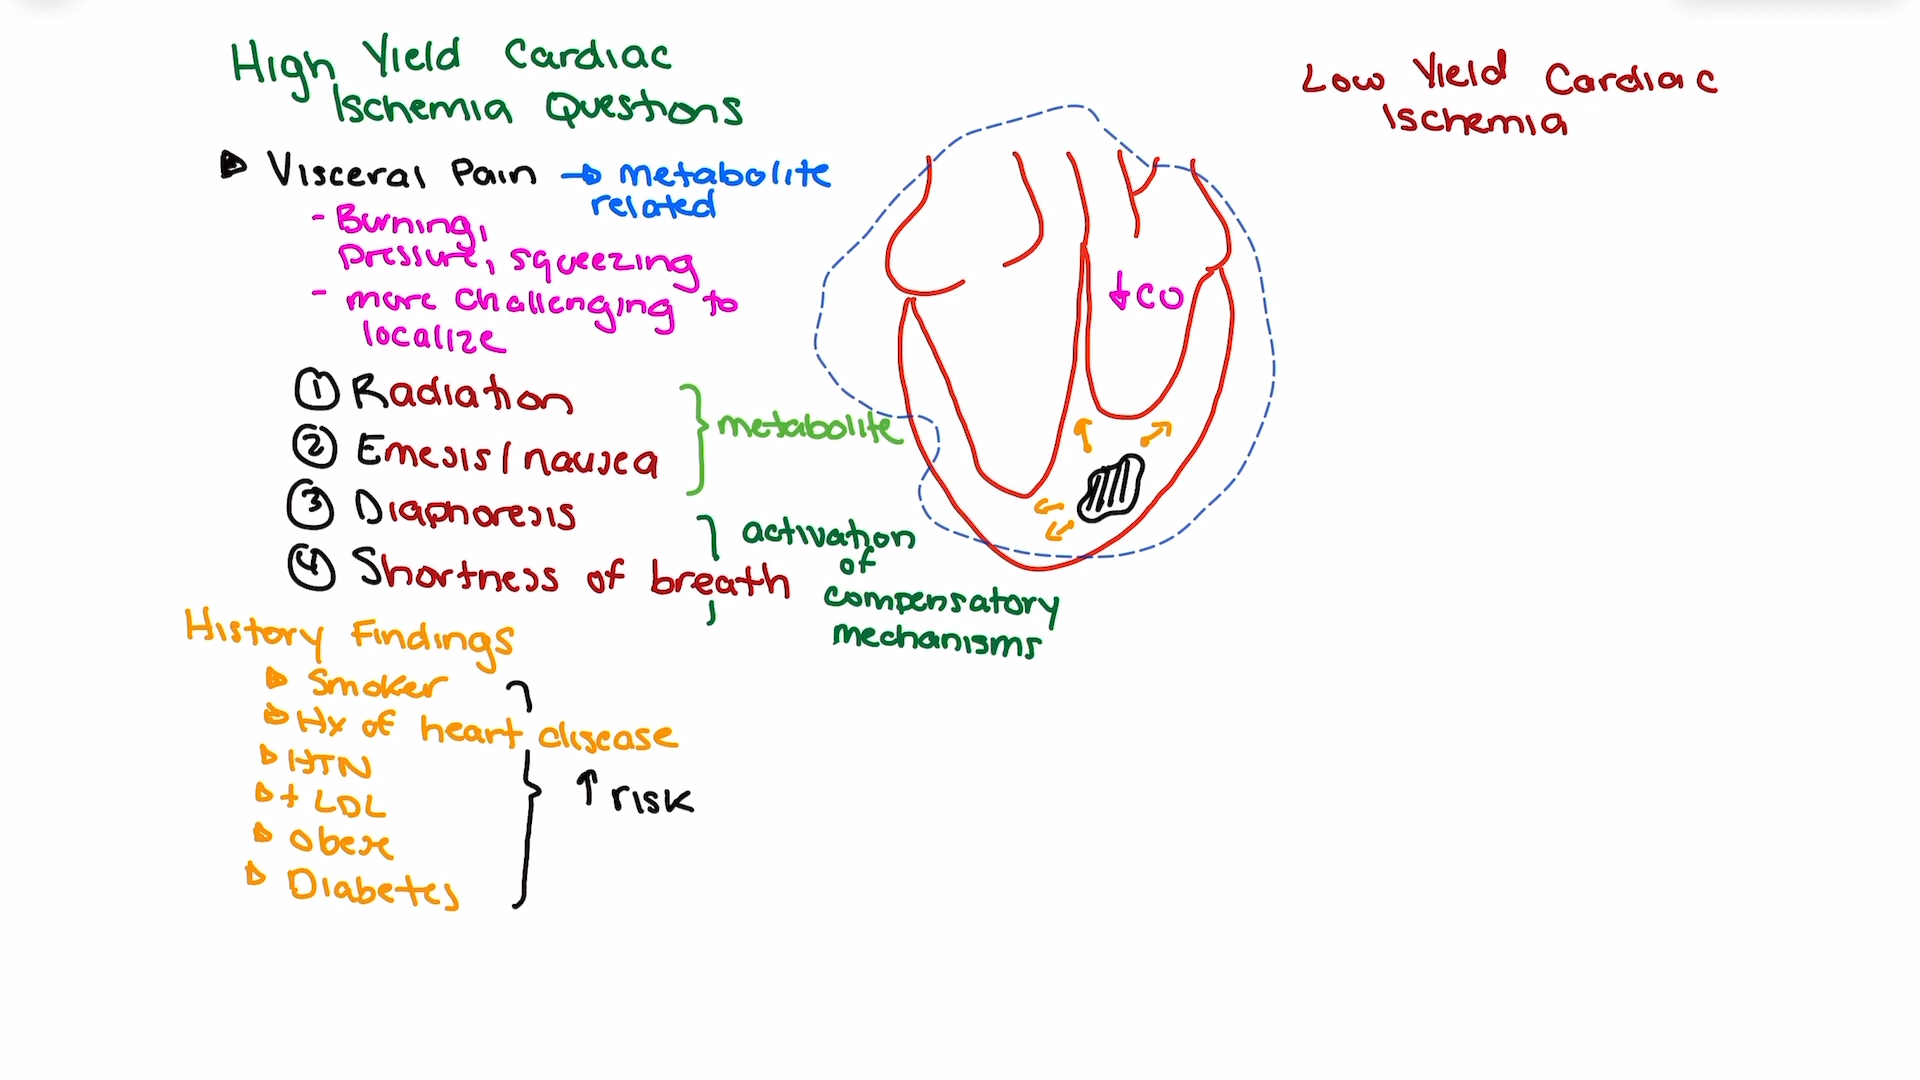 High Yield Cardiac
Ischemia Questions
Visceral Pain → metabolite
related
- Burning,
Pressure, squeezing
- more Challenging to
localize
① Radiation
② Emesis/nausea
③ Diaphoresis
④ Shortness of breath
metabolite
activation
of
compensatory
mechanisms
History Findings
Smoker
Hx of heart disease
HTN
↑ LDL
Obese
Diabetes
↑ risk
↓CO
Low Yield Cardiac
Ischemia